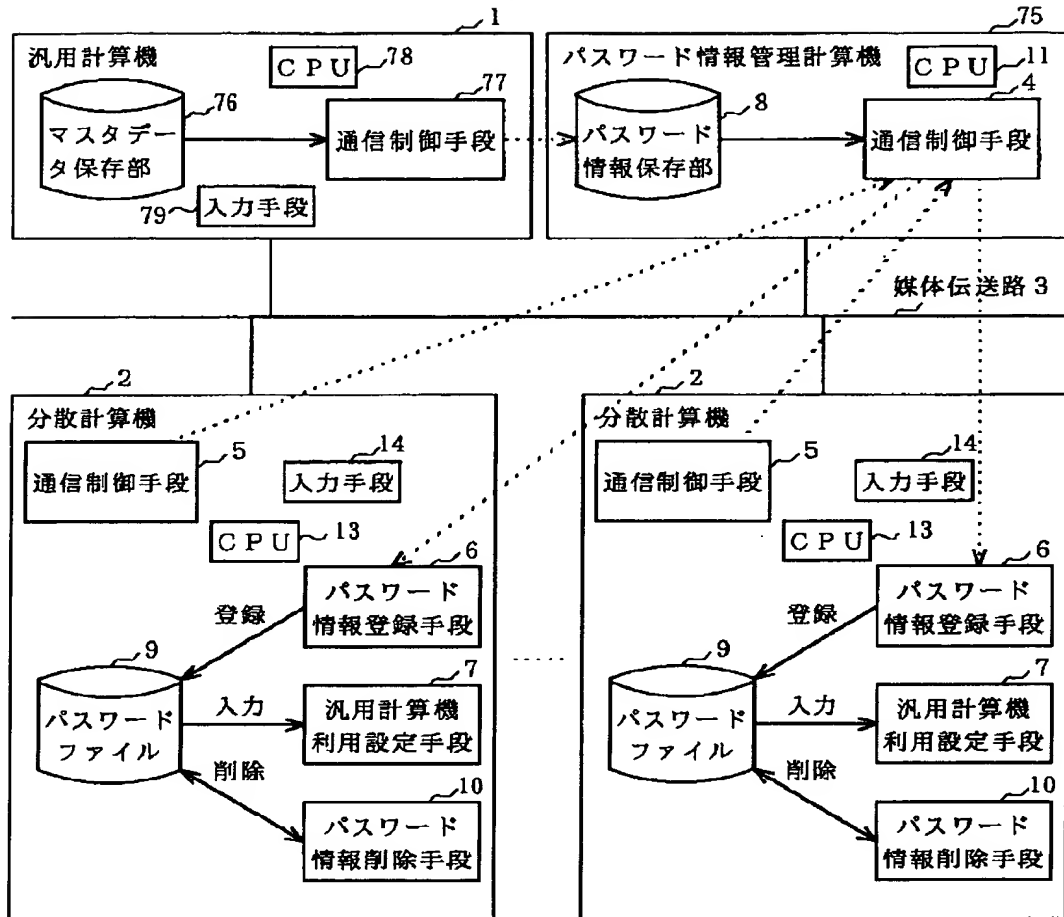 1
汎用計算機
CPU
78
76
マスタデー
タ保存部
77
通信制御手段
79
入力手段
75
パスワード情報管理計算機
CPU
11
8
パスワード
情報保存部
4
通信制御手段
媒体伝送路3
2
分散計算機
5
通信制御手段
14
入力手段
CPU
13
6
パスワード
情報登録手段
登録
9
パスワード
ファイル
入力
7
汎用計算機
利用設定手段
削除
10
パスワード
情報削除手段
2
分散計算機
5
通信制御手段
14
入力手段
CPU
13
6
パスワード
情報登録手段
登録
9
パスワード
ファイル
入力
7
汎用計算機
利用設定手段
削除
10
パスワード
情報削除手段